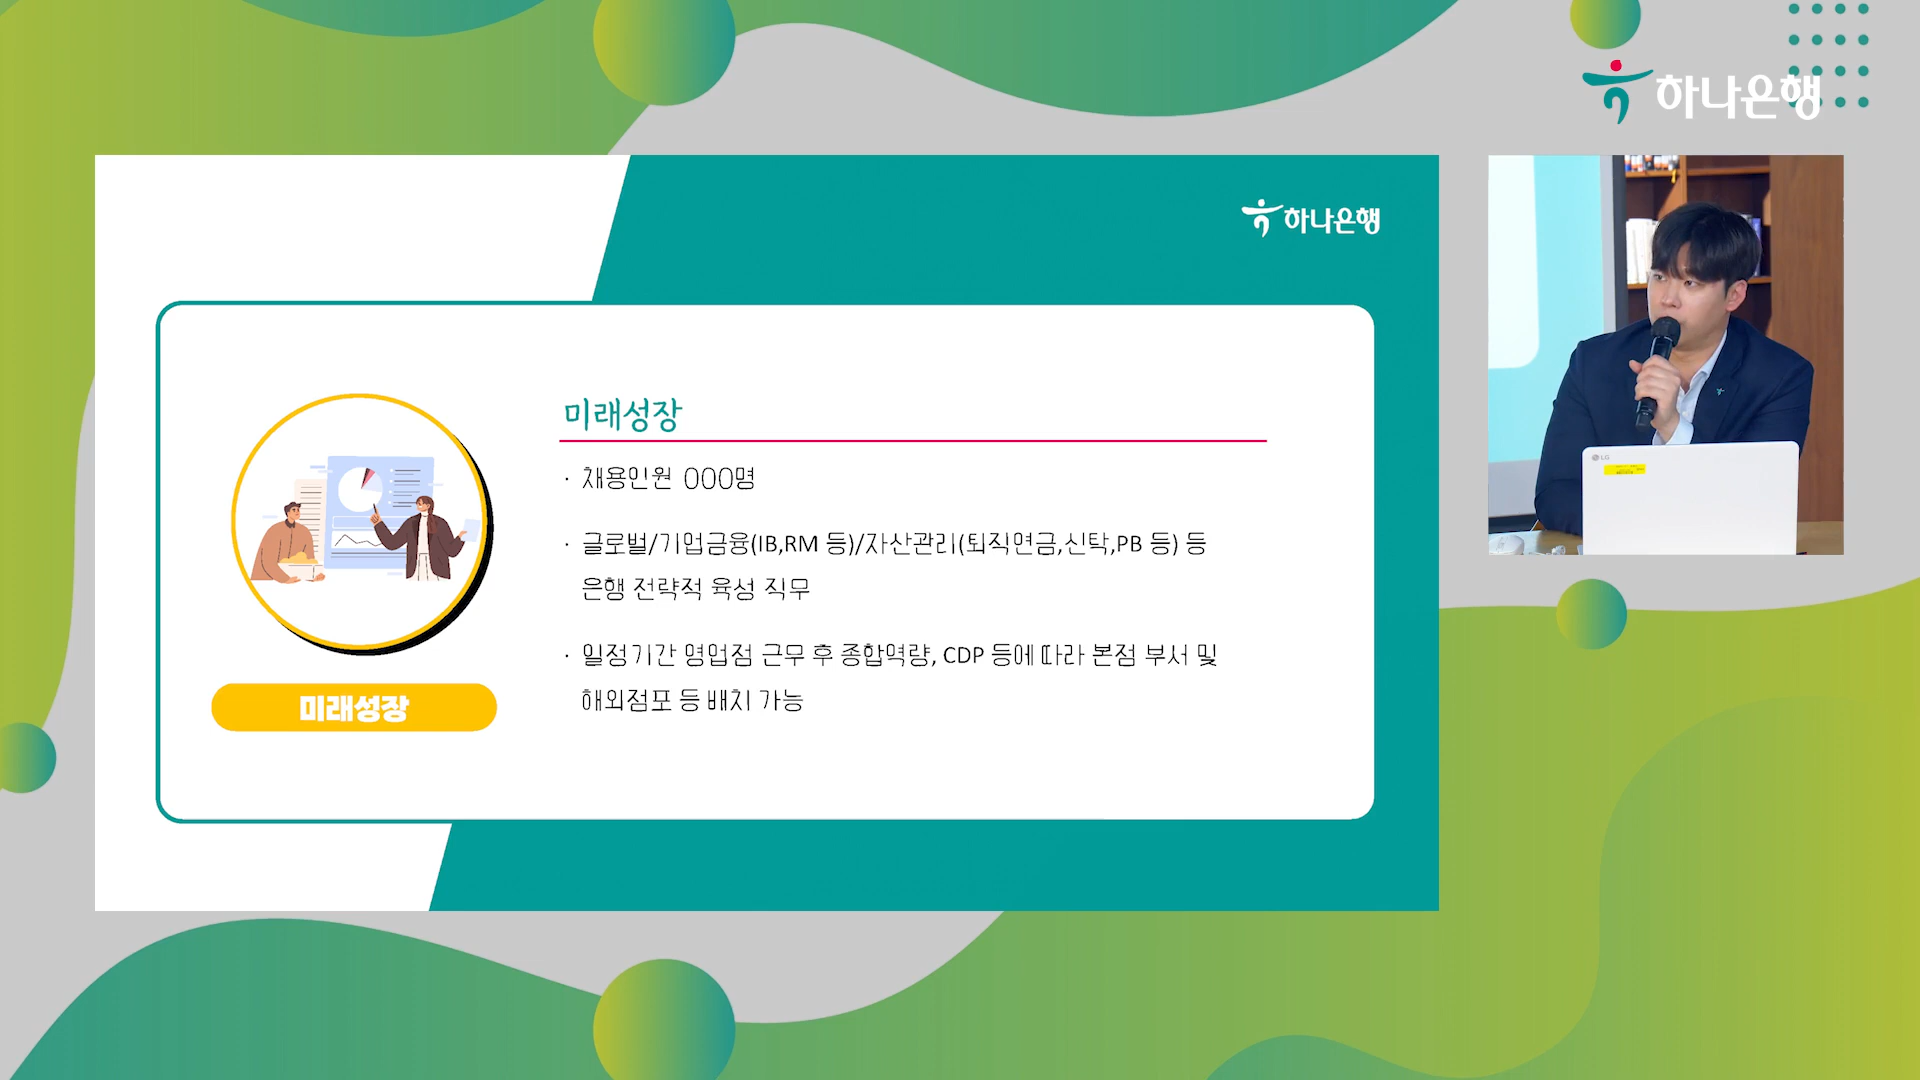 하나은행
하나은행
미래성장
· 채용인원 OOO명
· 글로벌/기업금융(IB,RM 등)/자산관리(퇴직연금,신탁,PB 등) 등
은행 전략적 육성 직무
· 일정기간 영업점 근무 후 종합역량, CDP 등에 따라 본점 부서 및
해외점포 등 배치 가능
미래성장
LG